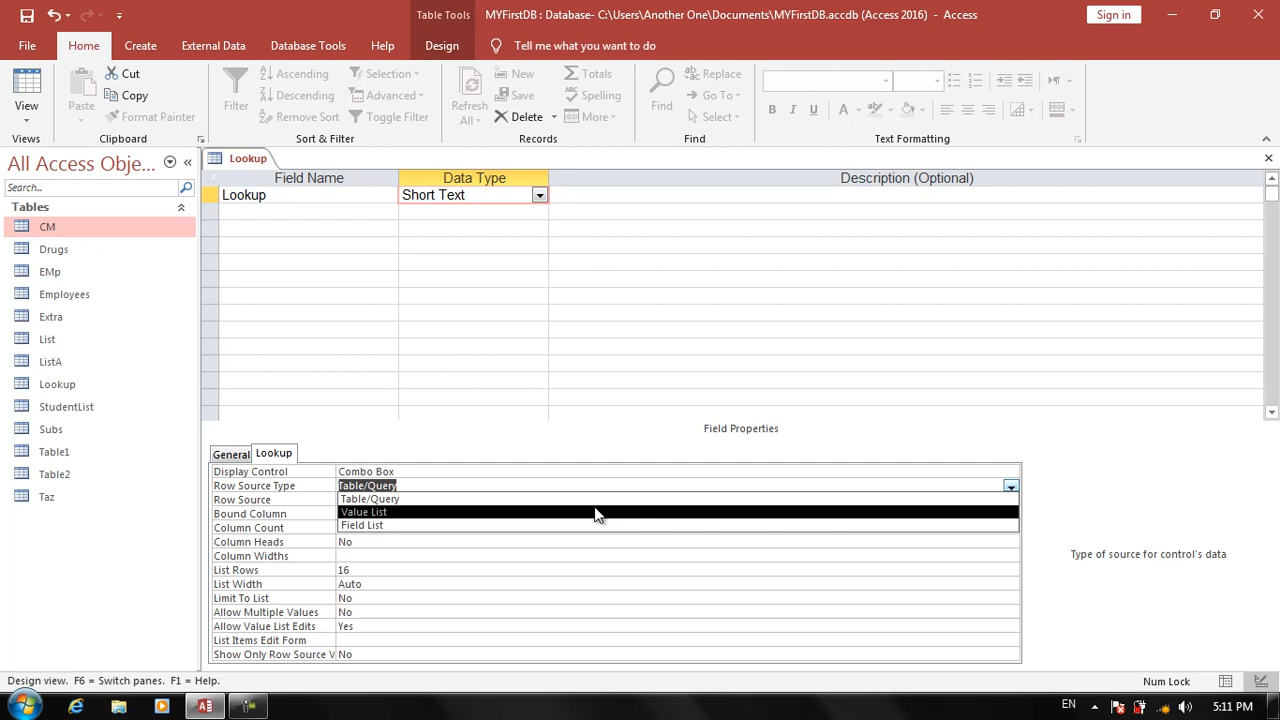 Table Tools
MYFirstDB : Database- C:\Users\Another One\Documents\MYFirstDB.accdb (Access 2016) - Access
Sign in
File Home Create External Data Database Tools Help Design Tell me what you want to do
View
Views
Paste
Cut
Copy
Format Painter
Clipboard
Filter
Ascending
Descending
Remove Sort
Selection
Advanced
Toggle Filter
Sort & Filter
Refresh
All
New
Save
Delete
Totals
Spelling
More
Records
Find
Replace
Go To
Select
Find
B I U A
Text Formatting
All Access Obje...
Search...
Tables
CM
Drugs
EMp
Employees
Extra
List
ListA
Lookup
StudentList
Subs
Table1
Table2
Taz
Lookup
Field Name Data Type Description (Optional)
Lookup Short Text
Field Properties
General Lookup
Display Control Combo Box
Row Source Type Table/Query
Row Source Table/Query
Bound Column Value List
Column Count Field List
Column Heads No
Column Widths
List Rows 16
List Width Auto
Limit To List No
Allow Multiple Values No
Allow Value List Edits Yes
List Items Edit Form
Show Only Row Source V No
Type of source for control's data
Design view. F6 = Switch panes. F1 = Help. Num Lock
EN 5:11 PM